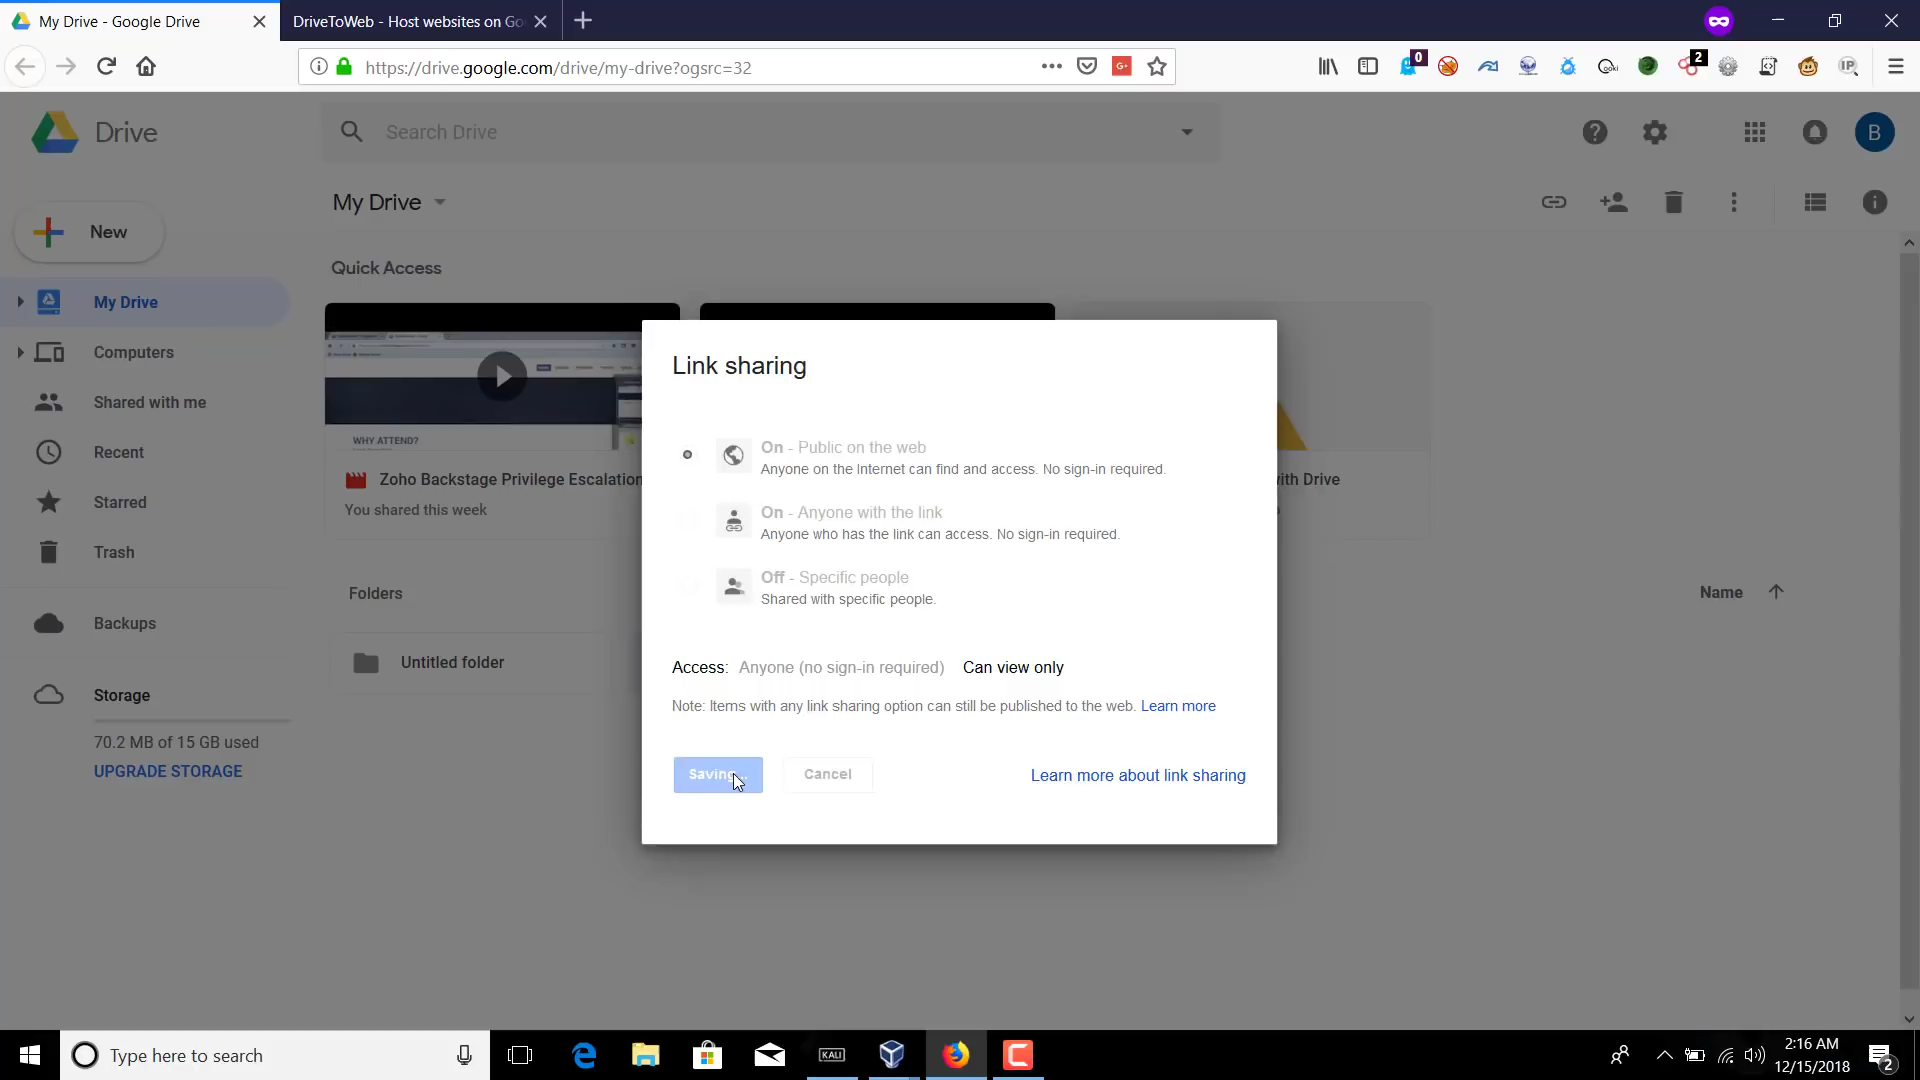 My Drive - Google Drive
DriveToWeb - Host websites on Go
https://drive.google.com/drive/my-drive?ogsrc=32
G+
0
ooki
2
IP
Drive
Search Drive
B
My Drive
New
Quick Access
My Drive
Computers
Shared with me
Recent
Starred
Trash
Backups
Storage
70.2 MB of 15 GB used
UPGRADE STORAGE
WHY ATTEND?
Zoho Backstage Privilege Escalation
You shared this week
ith Drive
Folders
Name
Untitled folder
Link sharing
On - Public on the web
Anyone on the Internet can find and access. No sign-in required.
On - Anyone with the link
Anyone who has the link can access. No sign-in required.
Off - Specific people
Shared with specific people.
Access: Anyone (no sign-in required) Can view only
Note: Items with any link sharing option can still be published to the web. Learn more
Saving...
Cancel
Learn more about link sharing
Type here to search
KALI
2:16 AM
12/15/2018
2